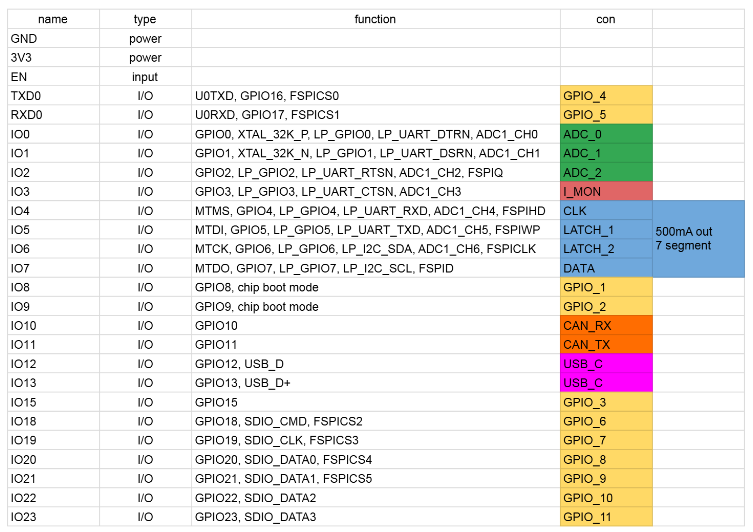 name type function con
GND power
3V3 power
EN input
TXD0 I/O U0TXD, GPIO16, FSPICS0 GPIO_4
RXD0 I/O U0RXD, GPIO17, FSPICS1 GPIO_5
IO0 I/O GPIO0, XTAL_32K_P, LP_GPIO0, LP_UART_DTRN, ADC1_CH0 ADC_0
IO1 I/O GPIO1, XTAL_32K_N, LP_GPIO1, LP_UART_DSRN, ADC1_CH1 ADC_1
IO2 I/O GPIO2, LP_GPIO2, LP_UART_RTSN, ADC1_CH2, FSPIQ ADC_2
IO3 I/O GPIO3, LP_GPIO3, LP_UART_CTSN, ADC1_CH3 I_MON
IO4 I/O MTMS, GPIO4, LP_GPIO4, LP_UART_RXD, ADC1_CH4, FSPIHD CLK
IO5 I/O MTDI, GPIO5, LP_GPIO5, LP_UART_TXD, ADC1_CH5, FSPIWP LATCH_1 500mA out
IO6 I/O MTCK, GPIO6, LP_GPIO6, LP_I2C_SDA, ADC1_CH6, FSPICLK LATCH_2 7 segment
IO7 I/O MTDO, GPIO7, LP_GPIO7, LP_I2C_SCL, FSPID DATA
IO8 I/O GPIO8, chip boot mode GPIO_1
IO9 I/O GPIO9, chip boot mode GPIO_2
IO10 I/O GPIO10 CAN_RX
IO11 I/O GPIO11 CAN_TX
IO12 I/O GPIO12, USB_D USB_C
IO13 I/O GPIO13, USB_D+ USB_C
IO15 I/O GPIO15 GPIO_3
IO18 I/O GPIO18, SDIO_CMD, FSPICS2 GPIO_6
IO19 I/O GPIO19, SDIO_CLK, FSPICS3 GPIO_7
IO20 I/O GPIO20, SDIO_DATA0, FSPICS4 GPIO_8
IO21 I/O GPIO21, SDIO_DATA1, FSPICS5 GPIO_9
IO22 I/O GPIO22, SDIO_DATA2 GPIO_10
IO23 I/O GPIO23, SDIO_DATA3 GPIO_11